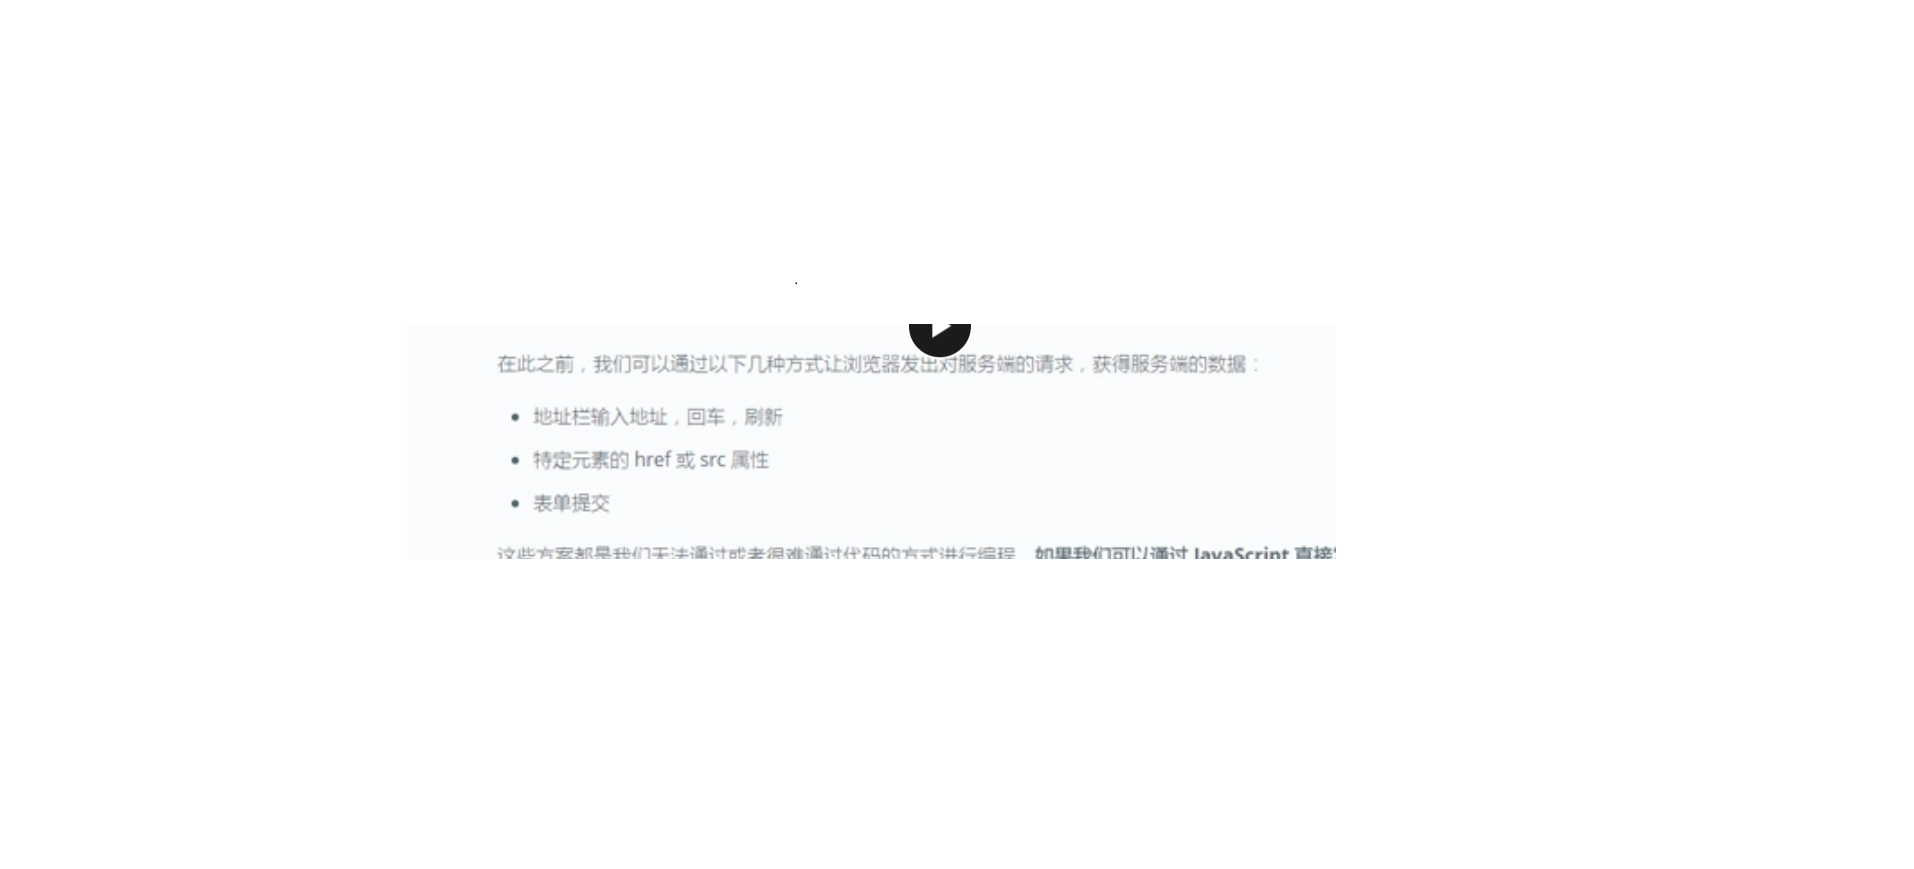 在此之前，我们可以通过以下几种方式让浏览器发出对服务端的请求，获得服务端的数据：
• 地址栏输入地址，回车，刷新
• 特定元素的 href 或 src 属性
• 表单提交
这些方案都是我们无法通过或者很难通过代码的方式进行编程，如果我们可以通过 JavaScript 直接